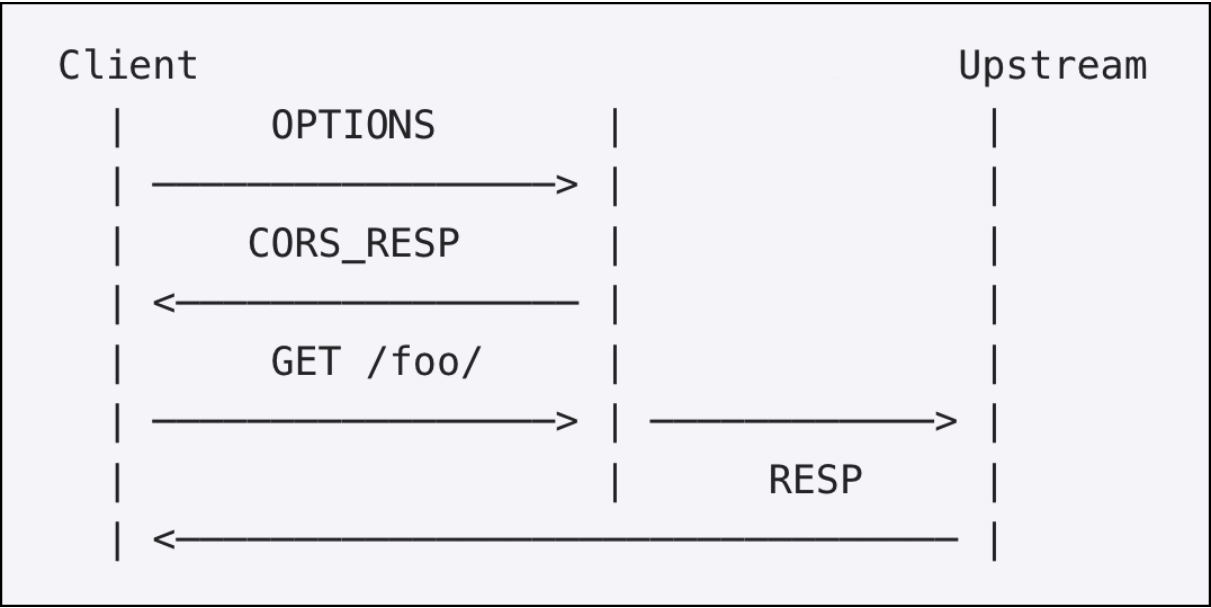 Client Upstream
| OPTIONS | |
| ─────────────────> | |
| CORS_RESP | |
| <───────────────── | |
| GET /foo/ | |
| ─────────────────> | ────────────> |
| | RESP |
| <───────────────────────────────── |